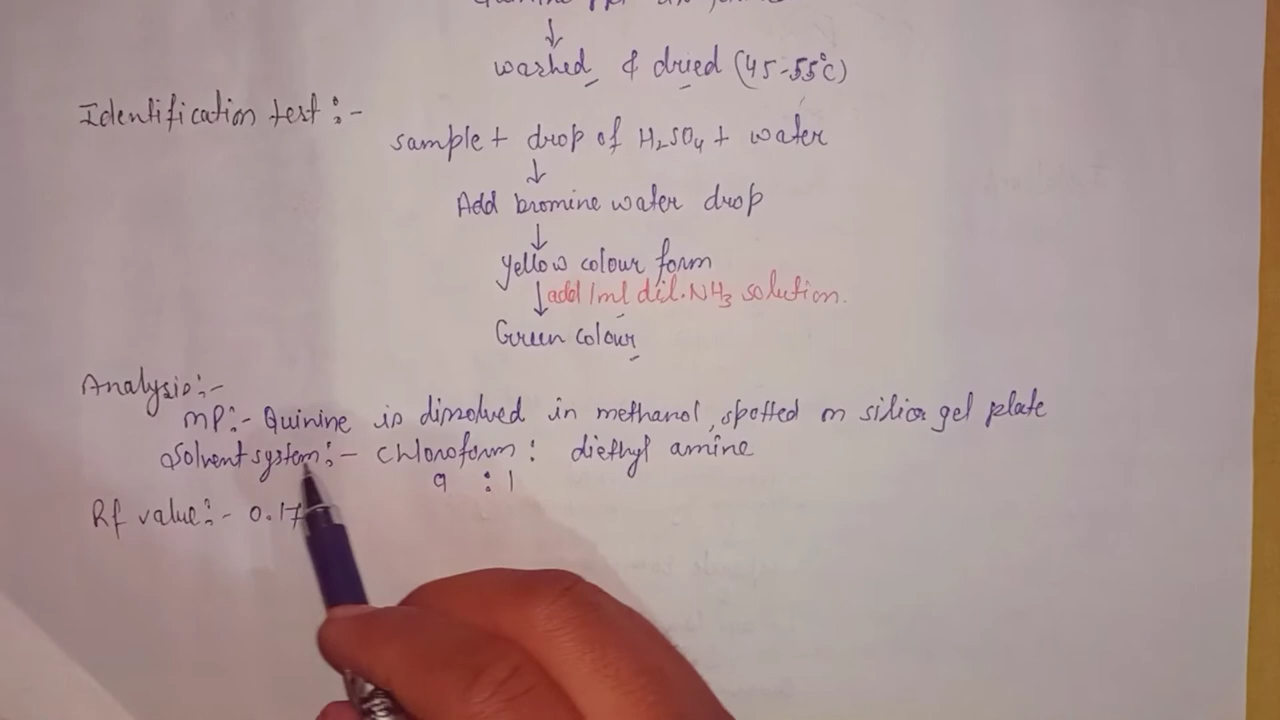 ↓
washed & dried (45-55°C)
Identification test:-
sample + drop of H₂SO₄ + water
↓
Add bromine water drop
↓
Yellow colour form
↓ add 1ml dil. NH₃ solution.
Green colour
Analysis:-
MP:- Quinine is dissolved in methanol, spotted on silica gel plate
Solvent system:- chloroform : diethyl amine
9 : 1
Rf value:- 0.17